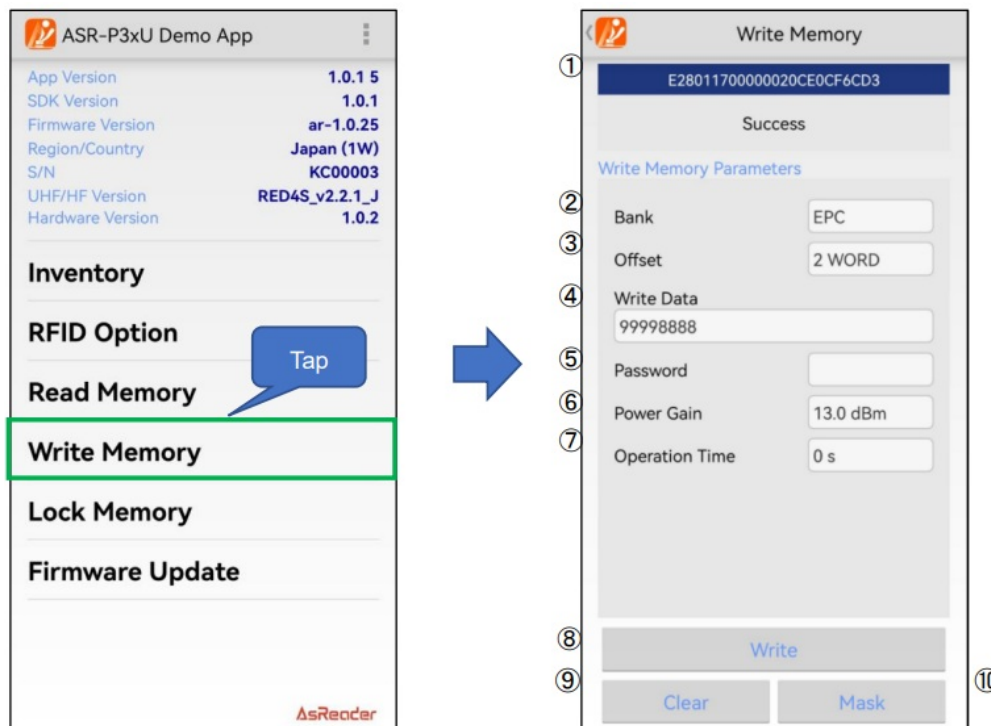 ASR-P3xU Demo App
App Version 1.0.1 5
SDK Version 1.0.1
Firmware Version ar-1.0.25
Region/Country Japan (1W)
S/N KC00003
UHF/HF Version RED4S_v2.2.1_J
Hardware Version 1.0.2
Inventory
RFID Option
Tap
Read Memory
Write Memory
Lock Memory
Firmware Update
AsReader
Write Memory
①
E28011700000020CE0CF6CD3
Success
Write Memory Parameters
② Bank EPC
③ Offset 2 WORD
④ Write Data
99998888
⑤ Password
⑥ Power Gain 13.0 dBm
⑦ Operation Time 0 s
⑧ Write
⑨ Clear Mask ⑩